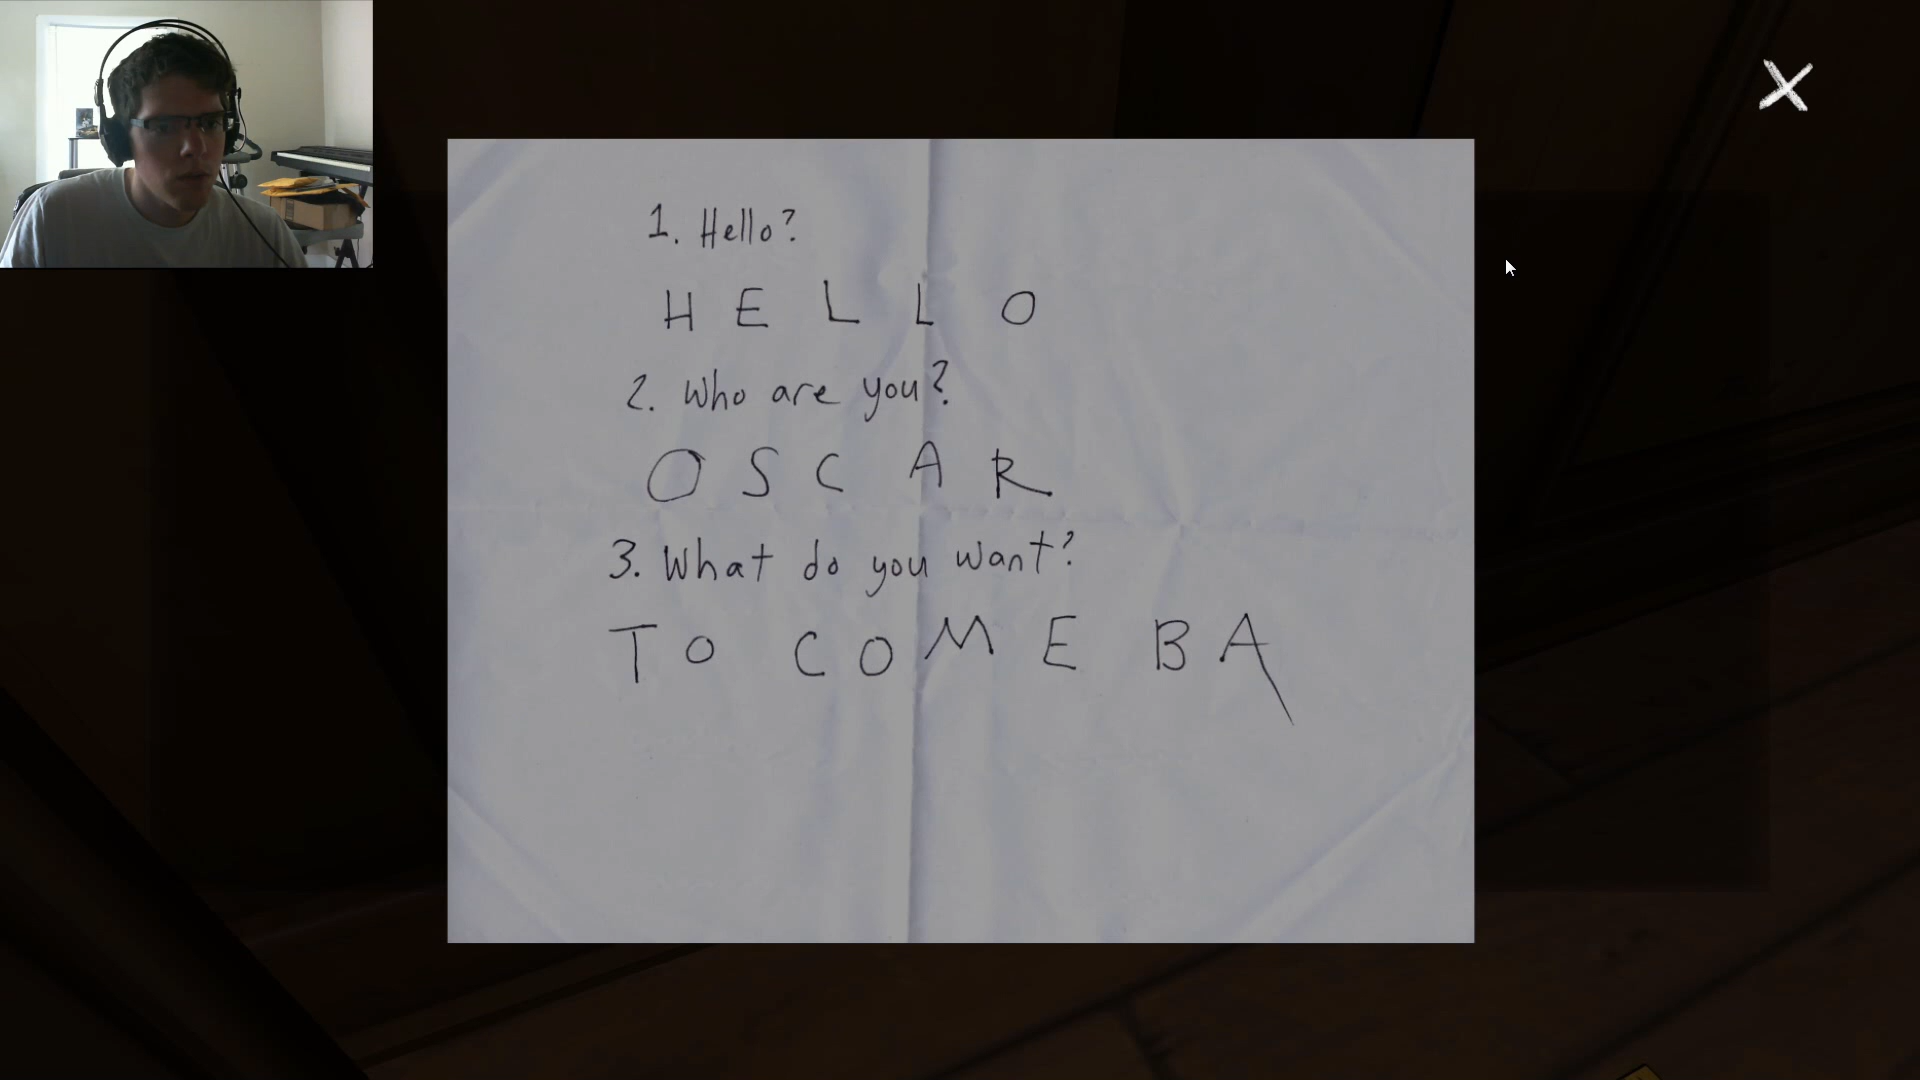 1. Hello?
H E L L O
2. Who are you?
O S C A R
3. What do you want?
T O C O M E B A